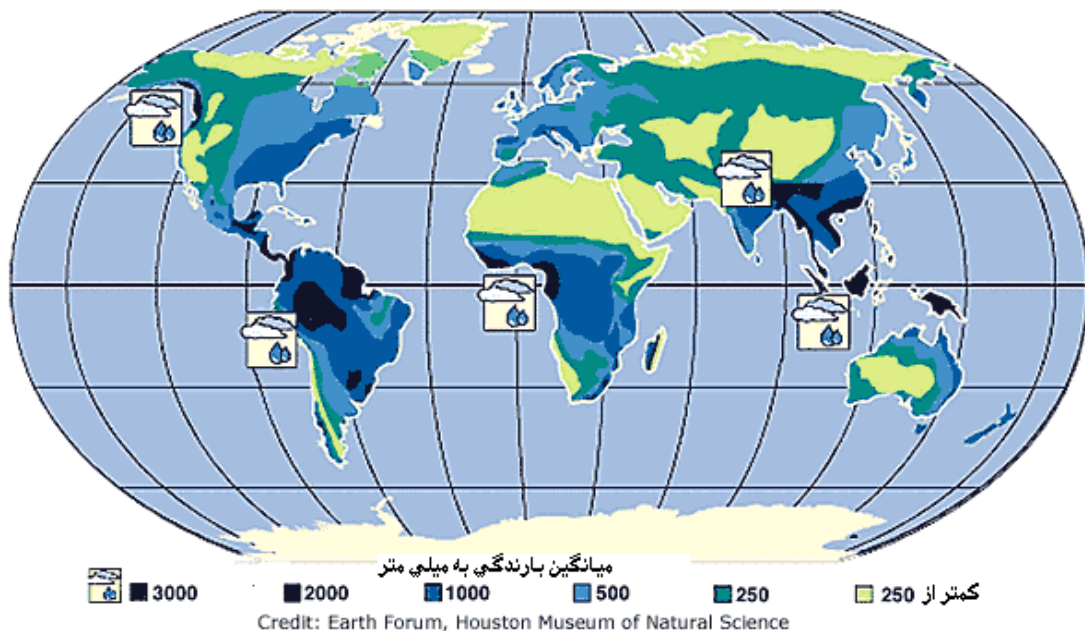 ميانگين بارندگي به ميلي متر
3000 2000 1000 500 250 كمتر از 250
Credit: Earth Forum, Houston Museum of Natural Science